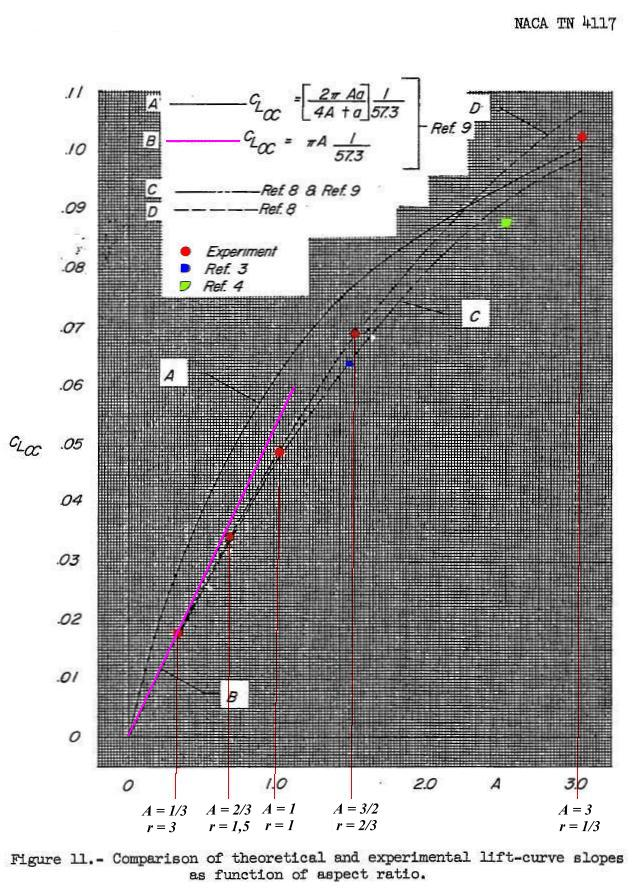 NACA TN 4117
A C_LOC = [2π Aa / 4A + a] 1/57.3
Ref. 9
B C_LOC = πA 1/57.3
C Ref. 8 & Ref. 9
D Ref. 8
Experiment
Ref. 3
Ref. 4
D
C
A
B
C_LOC
.11
.10
.09
.08
.07
.06
.05
.04
.03
.02
.01
0
0 1.0 2.0 A 3.0
A = 1/3 A = 2/3 A = 1 A = 3/2 A = 3
r = 3 r = 1,5 r = 1 r = 2/3 r = 1/3
Figure 11.- Comparison of theoretical and experimental lift-curve slopes
as function of aspect ratio.